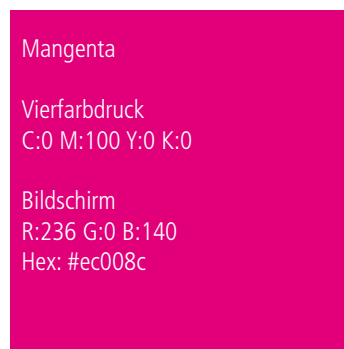 Mangenta
Vierfarbdruck
C:0 M:100 Y:0 K:0
Bildschirm
R:236 G:0 B:140
Hex: #ec008c